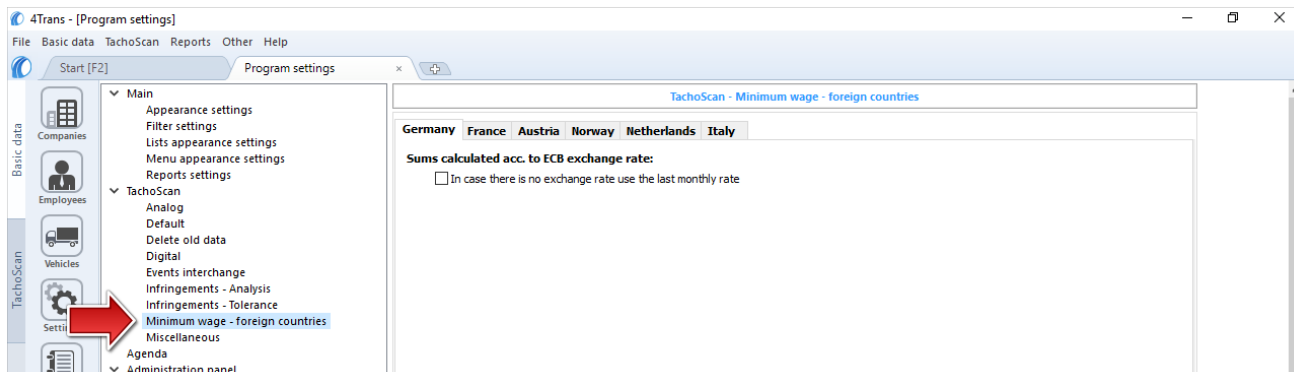 4Trans - [Program settings]
File Basic data TachoScan Reports Other Help
Start [F2] Program settings
Basic data
TachoScan
Companies
Employees
Vehicles
Main
Appearance settings
Filter settings
Lists appearance settings
Menu appearance settings
Reports settings
TachoScan
Analog
Default
Delete old data
Digital
Events interchange
Infringements - Analysis
Infringements - Tolerance
Minimum wage - foreign countries
Miscellaneous
Agenda
Administration panel
TachoScan - Minimum wage - foreign countries
Germany France Austria Norway Netherlands Italy
Sums calculated acc. to ECB exchange rate:
In case there is no exchange rate use the last monthly rate